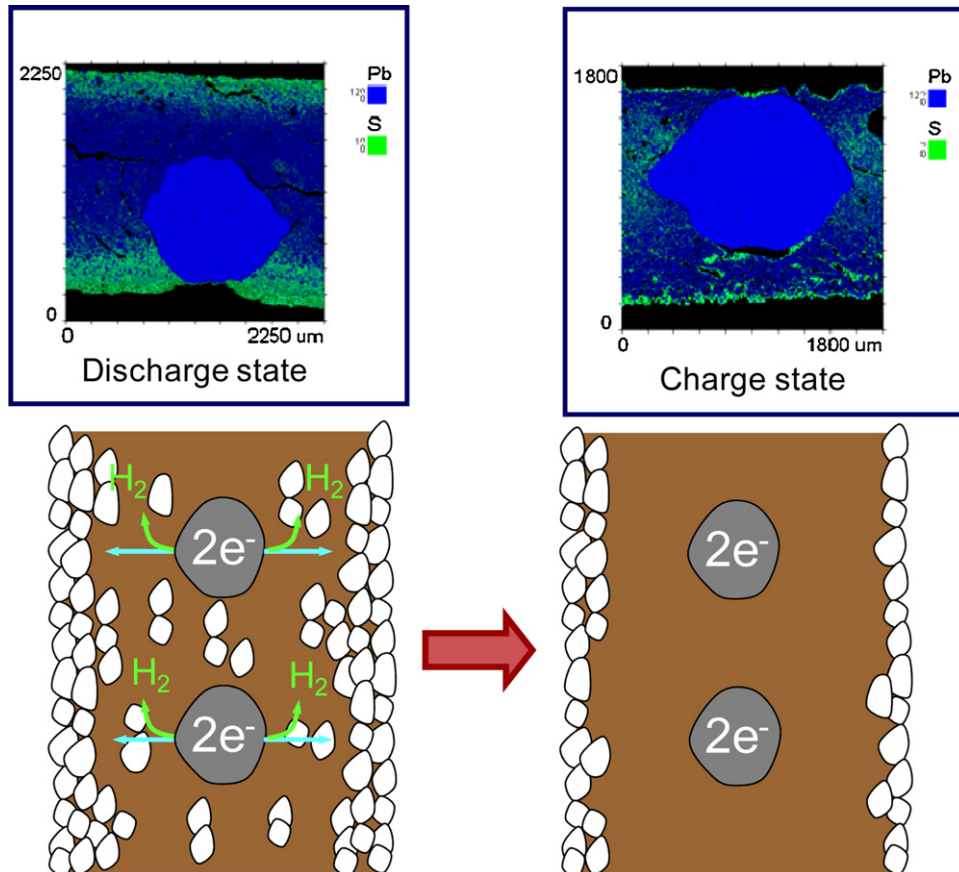 2250
Pb
S
0
0
2250 um
Discharge state
1800
Pb
S
0
0
1800 um
Charge state
H₂
H₂
2e⁻
H₂
H₂
2e⁻
2e⁻
2e⁻